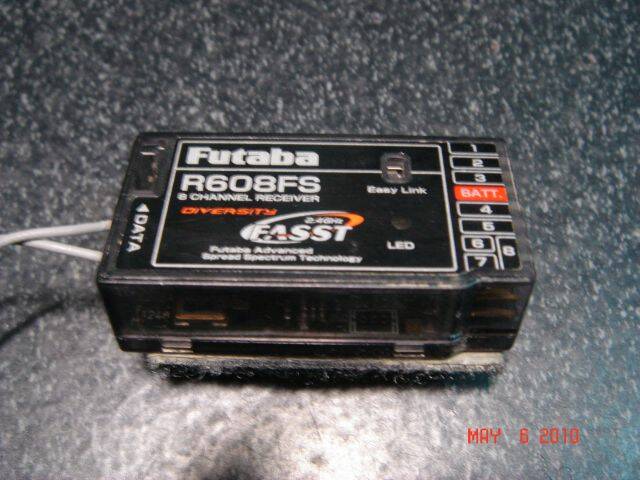 Futaba
R608FS
8 CHANNEL RECEIVER
DIVERSITY
2.4GHz
FASST
Futaba Advanced
Spread Spectrum Technology
Easy Link
LED
◀DATA
1
2
3
BATT.
4
5
6
7
8
MAY 6 2010